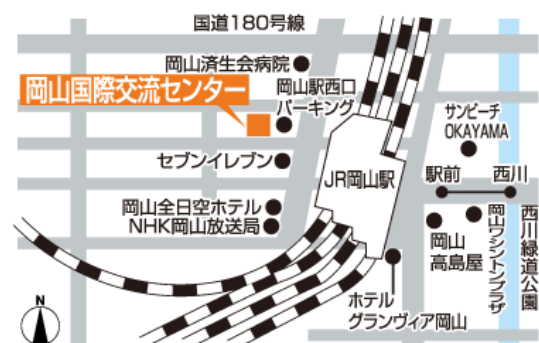 国道180号線
岡山済生会病院
岡山国際交流センター
岡山駅西口
パーキング
サンピーチ
OKAYAMA
セブンイレブン
JR岡山駅
駅前
西川
岡山全日空ホテル
NHK岡山放送局
岡山
高島屋
岡山ワシントンプラザ
西川緑道公園
ホテル
グランヴィア岡山
N